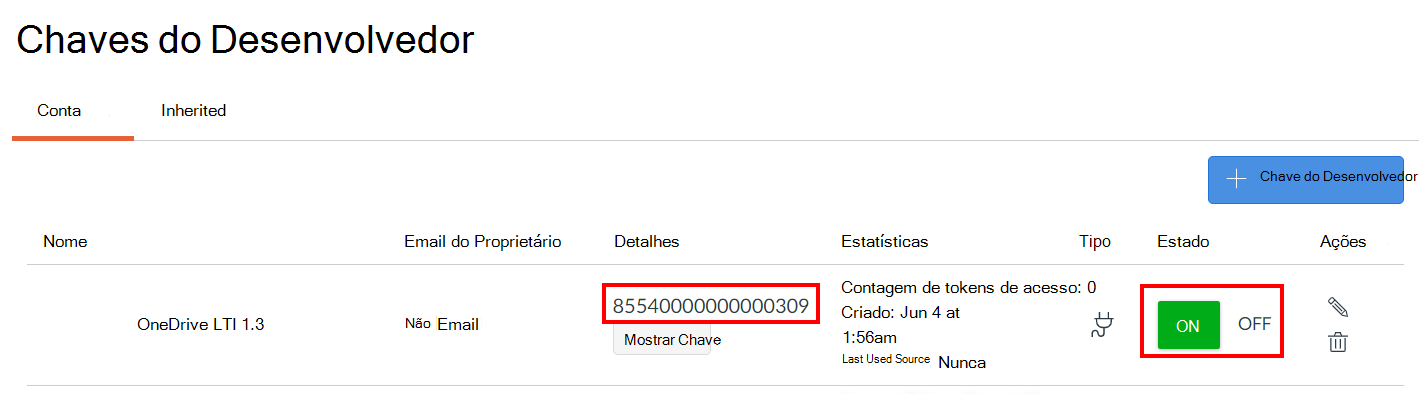 Chaves do Desenvolvedor
Conta Inherited
Chave do Desenvolvedor
Nome Email do Proprietário Detalhes Estatísticas Tipo Estado Ações
OneDrive LTI 1.3
Não Email
85540000000000309
Mostrar Chave
Contagem de tokens de acesso: 0
Criado: Jun 4 at
1:56am
Last Used Source Nunca
ON OFF